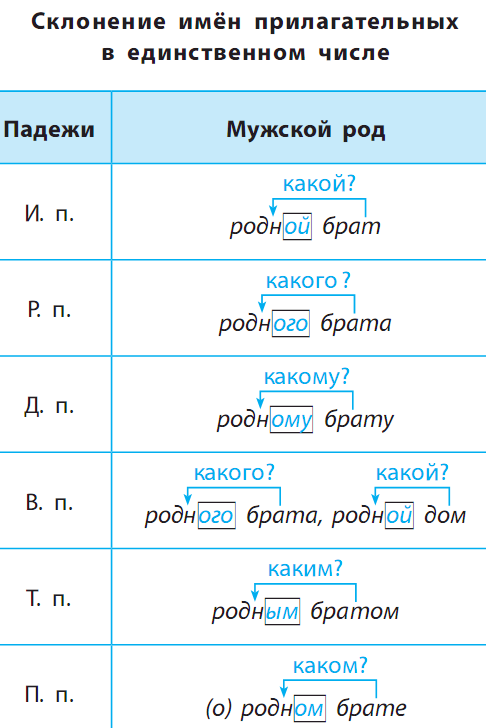 Склонение имён прилагательных
в единственном числе
Падежи Мужской род
какой?
И. п. родной брат
какого ?
Р. п. родного брата
какому?
Д. п. родному брату
какого? какой?
В. п. родного брата, родной дом
каким?
Т. п. родным братом
каком?
П. п. (о) родном брате